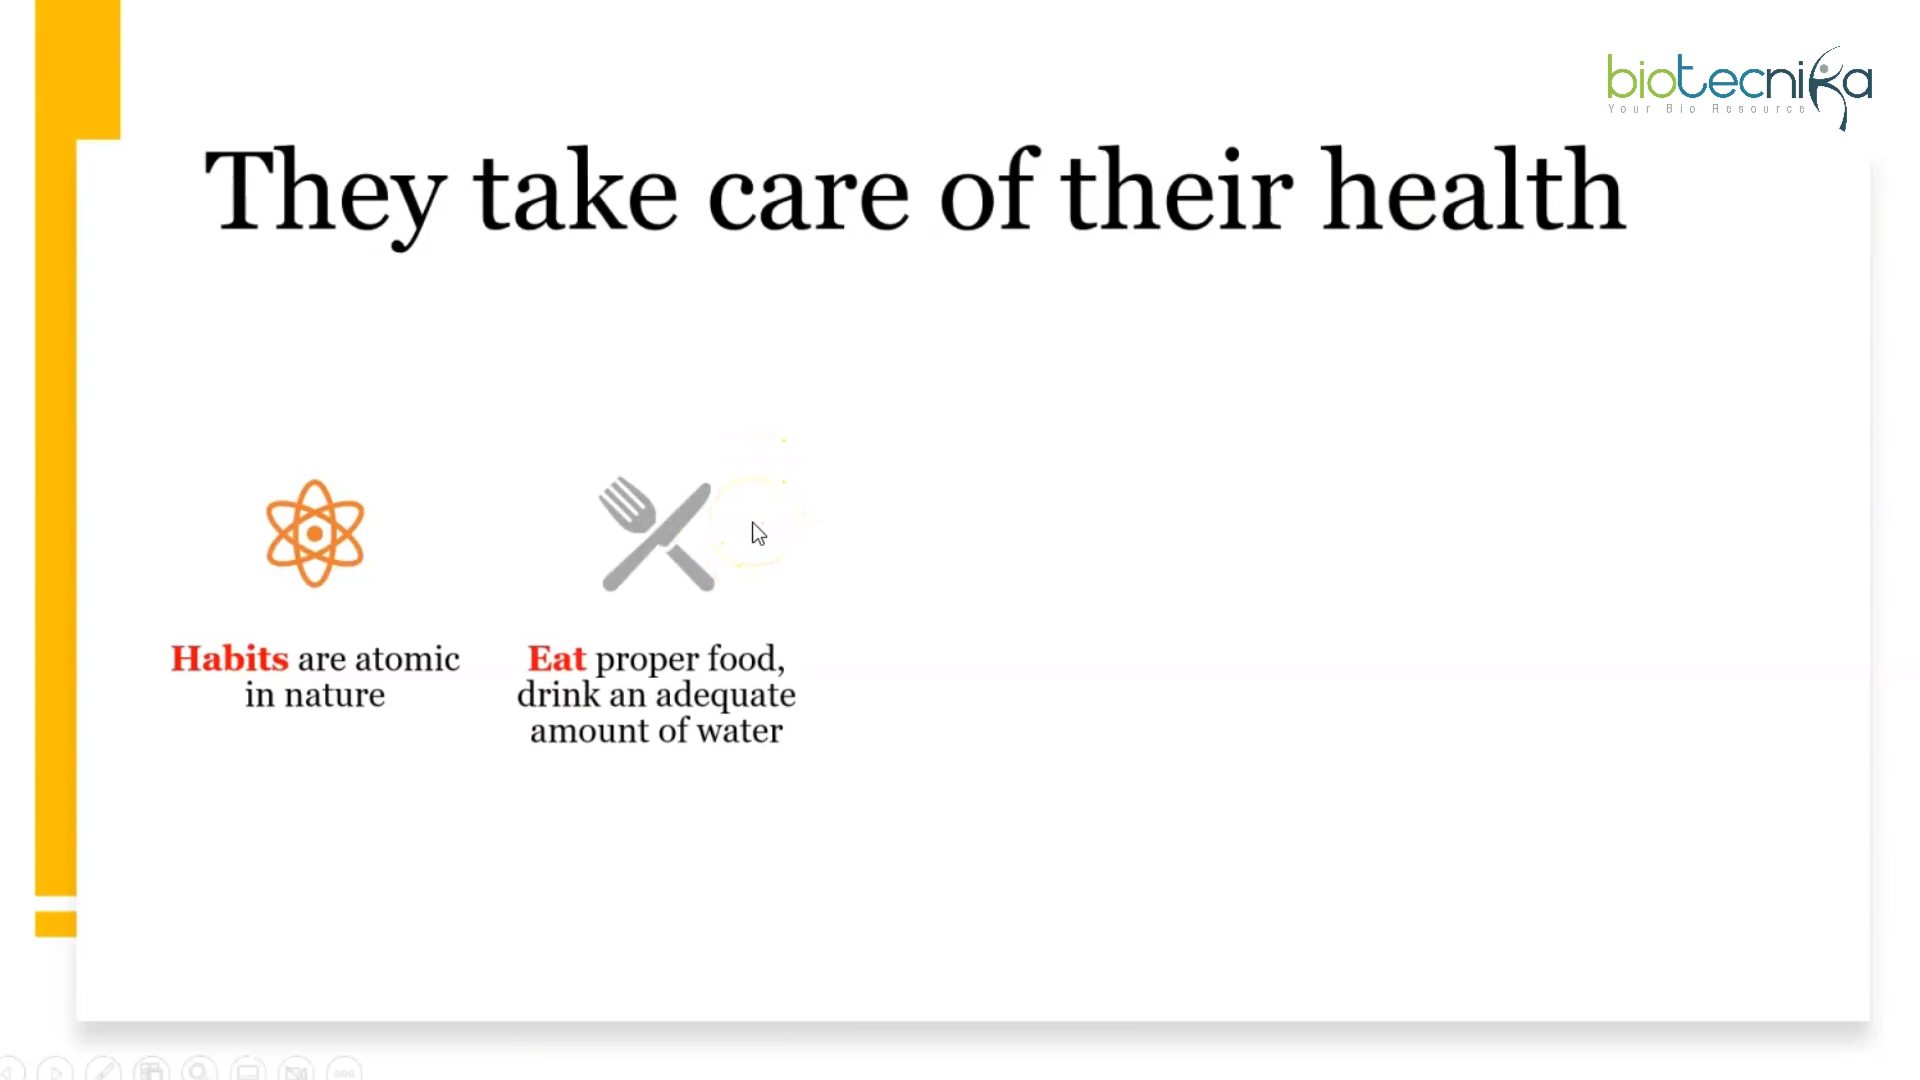 biotecnika
Your Bio Resource
They take care of their health
Habits are atomic
in nature
Eat proper food,
drink an adequate
amount of water